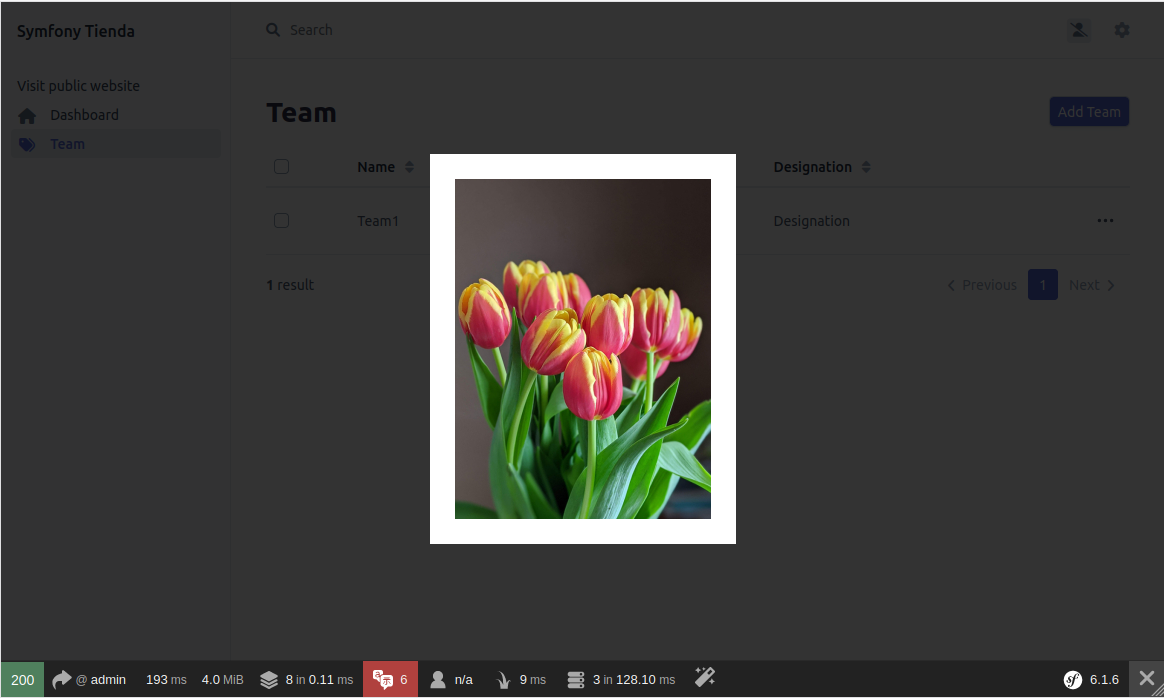 Symfony Tienda
Search
Visit public website
Dashboard
Team
Team
Add Team
Name Designation
Team1 Designation
1 result
Previous 1 Next
200 @ admin 193 ms 4.0 MiB 8 in 0.11 ms 6 n/a 9 ms 3 in 128.10 ms sf 6.1.6